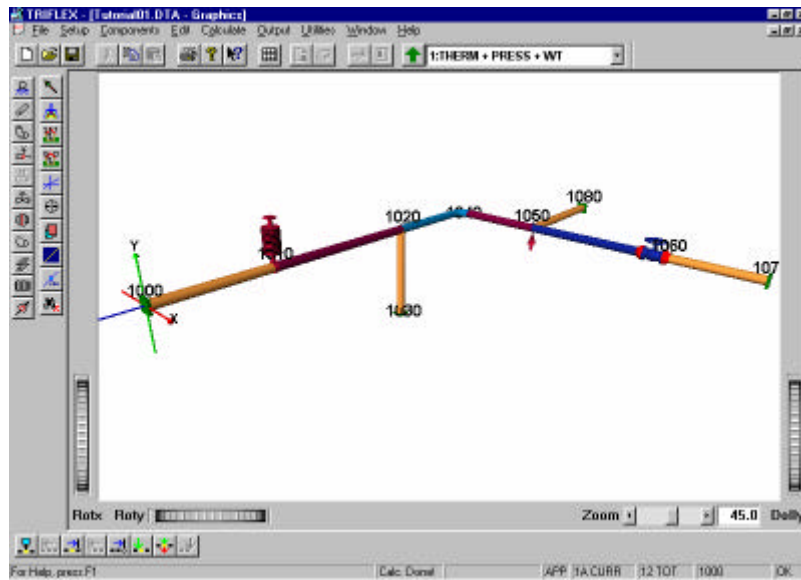 TRIFLEX - [Tutorial01.DTA - Graphics]
File Setup Components Edit Calculate Output Utilities Window Help
1:THERM + PRESS + WT
1080
1020
1050
1060
107
Y
1000
X
Rotx Roty
Zoom
45.0
Dolly
For Help, press F1
Calc. Done!
APP
1A CURR
12 TOT
1000
OK